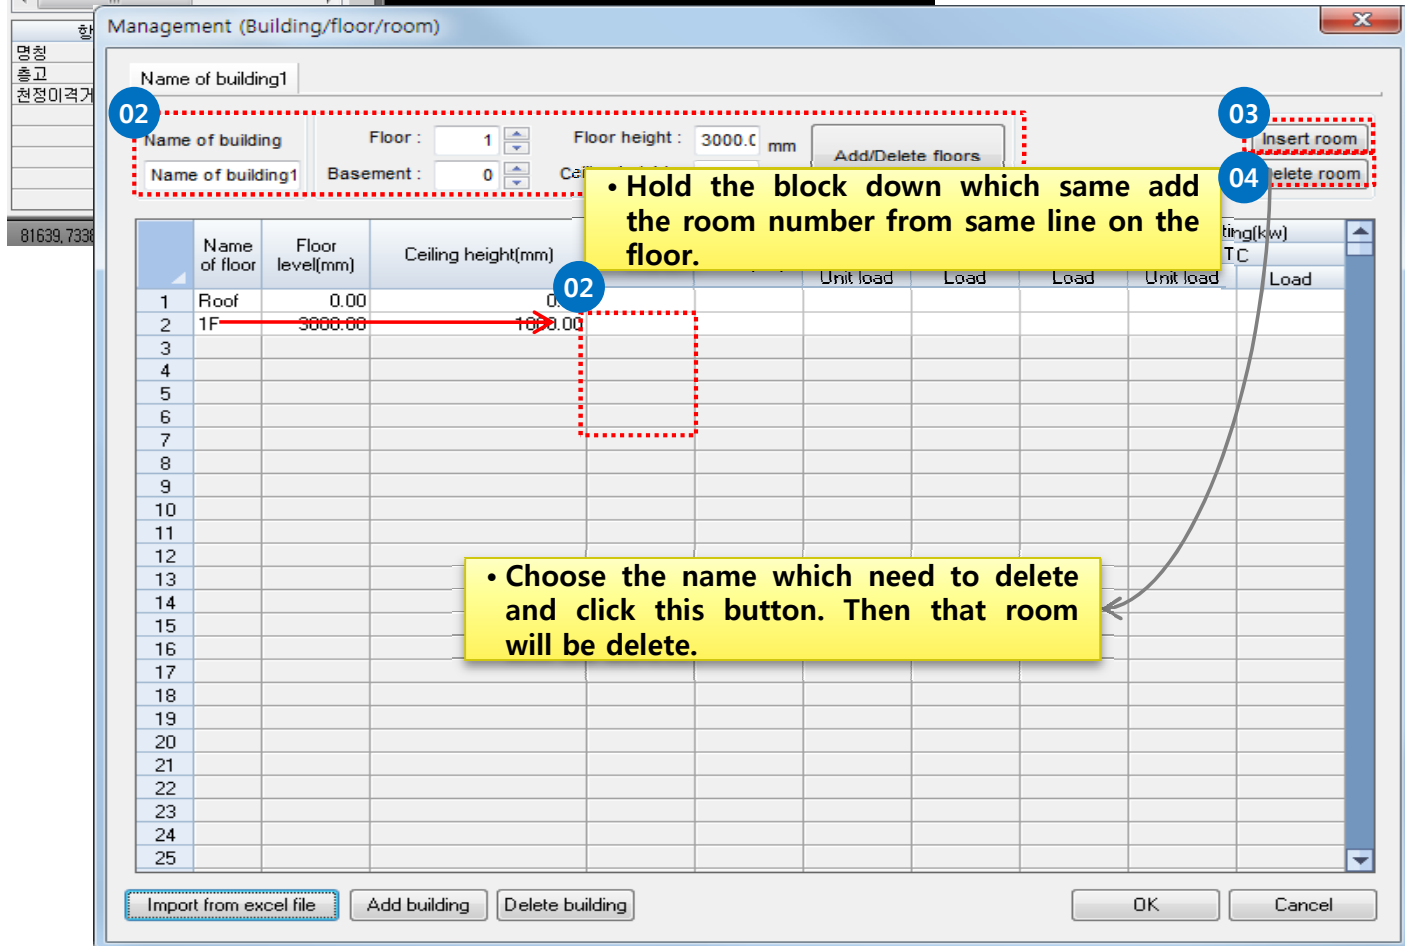 Management (Building/floor/room)
명칭
층고
천정이격거
81639, 7338
Name of building1
02
03
04
Name of building
Floor :
1
Floor height :
3000.0
mm
Add/Delete floors
Insert room
Name of building1
Basement :
0
elete room
• Hold the block down which same add
the room number from same line on the
floor.
Name
of floor
Floor
level(mm)
Ceiling height(mm)
ting(kw)
TC
Unit load
Load
Load
Unit load
Load
02
1 Roof 0.00
2 1F 3000.00 1000.00
3
4
5
6
7
8
9
10
11
12
13
14
15
16
17
18
19
20
21
22
23
24
25
• Choose the name which need to delete
and click this button. Then that room
will be delete.
Import from excel file
Add building
Delete building
OK
Cancel